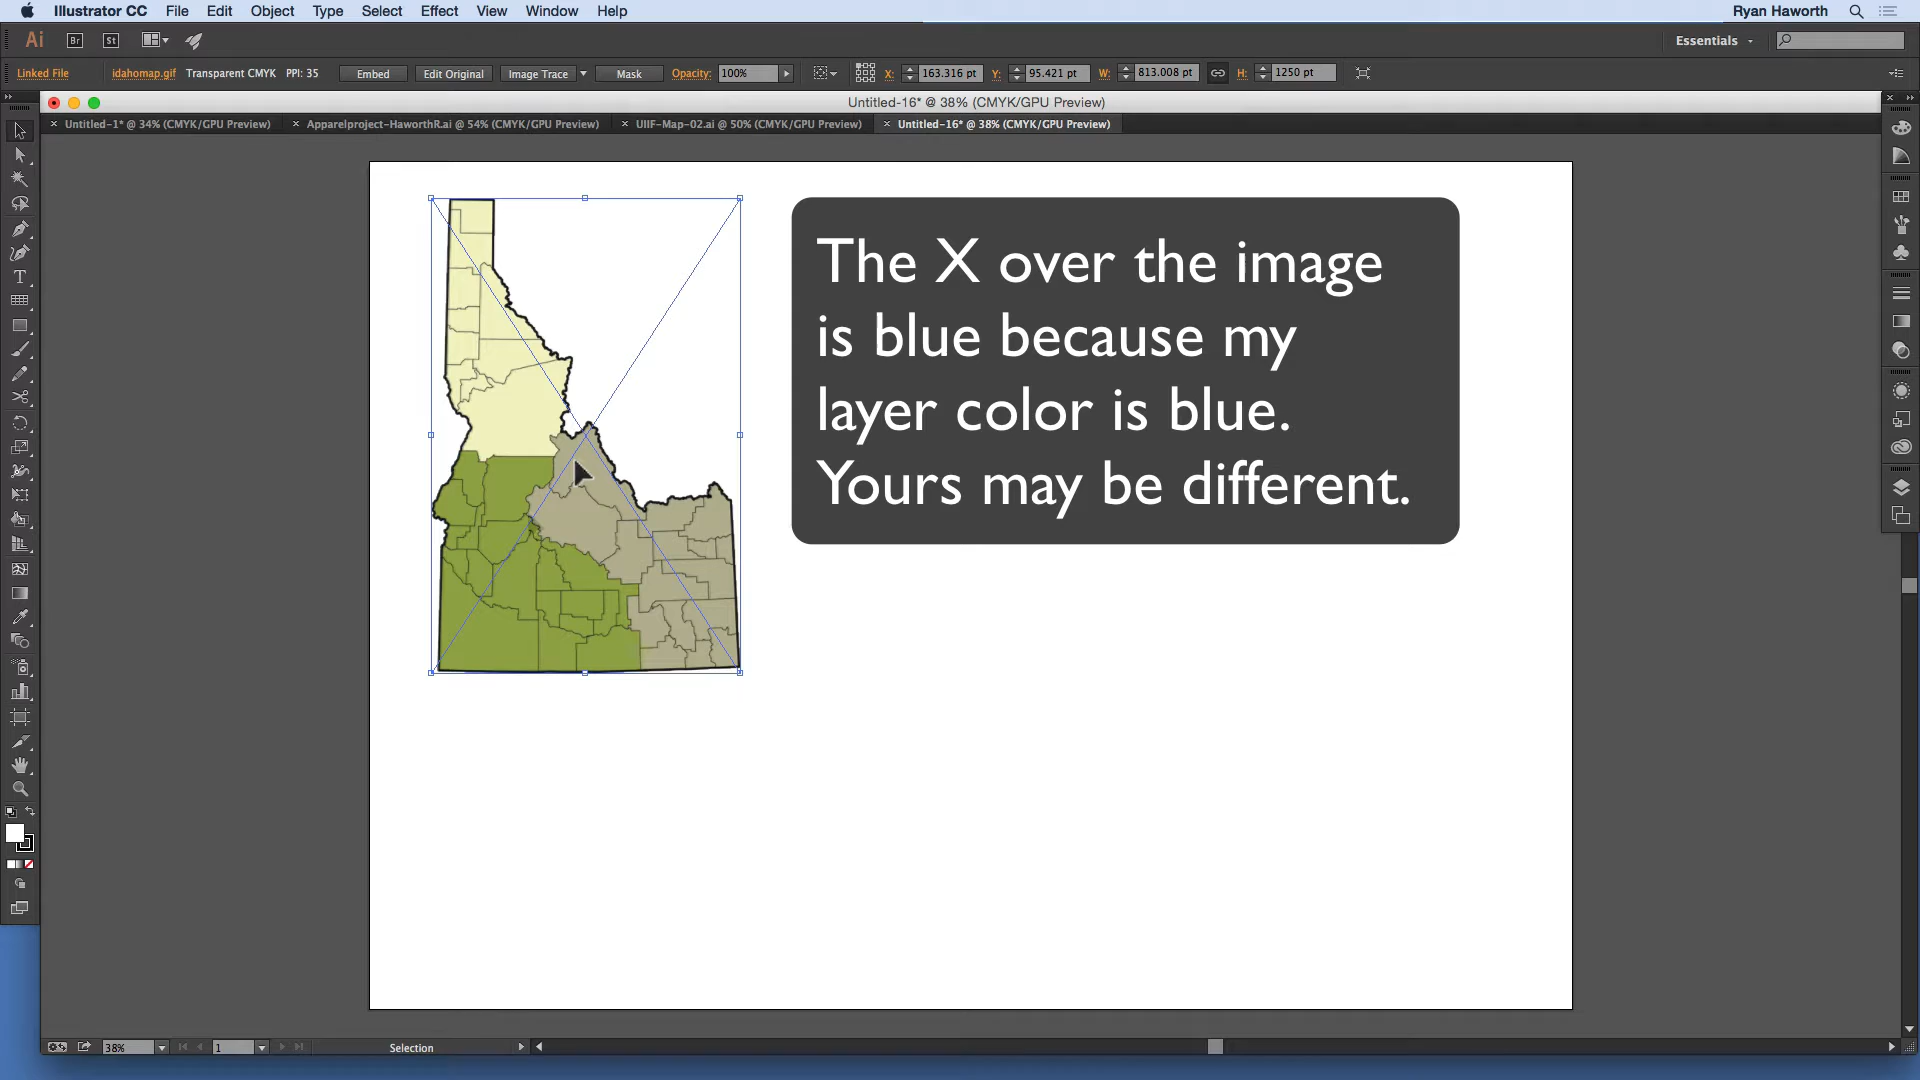 Illustrator CC File Edit Object Type Select Effect View Window Help Ryan Haworth
Ai Br St Essentials
Linked File idahomap.gif Transparent CMYK PPI: 35 Embed Edit Original Image Trace Mask Opacity: 100% X: 163.316 pt Y: 95.421 pt W: 813.008 pt H: 1250 pt
Untitled-16* @ 38% (CMYK/GPU Preview)
Untitled-1* @ 34% (CMYK/GPU Preview) Apparelproject-HaworthR.ai @ 54% (CMYK/GPU Preview) UIIF-Map-02.ai @ 50% (CMYK/GPU Preview) Untitled-16* @ 38% (CMYK/GPU Preview)
The X over the image
is blue because my
layer color is blue.
Yours may be different.
38% 1 Selection